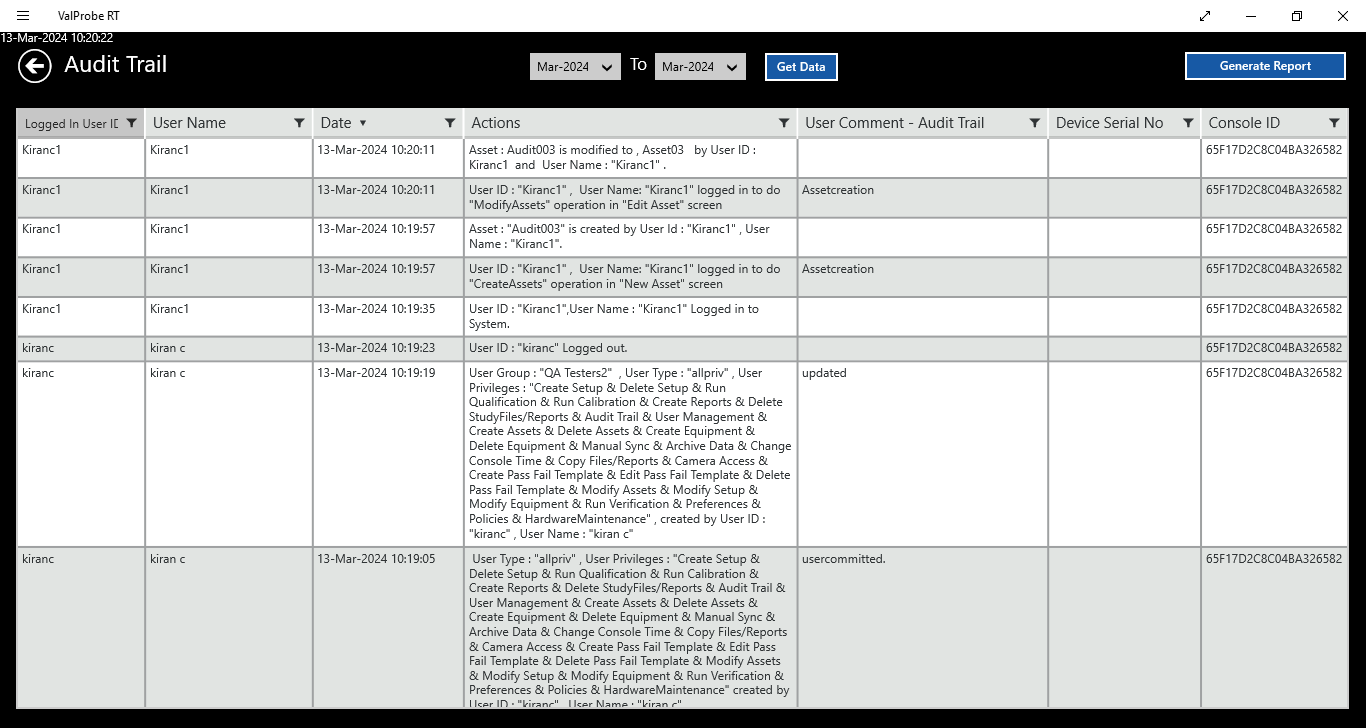 ValProbe RT
13-Mar-2024 10:20:22
Audit Trail
Mar-2024 To Mar-2024 Get Data Generate Report
Logged In User ID User Name Date Actions User Comment - Audit Trail Device Serial No Console ID
Kiranc1 Kiranc1 13-Mar-2024 10:20:11 Asset : Audit003 is modified to , Asset03 by User ID : 65F17D2C8C04BA326582
Kiranc1 and User Name : "Kiranc1" .
Kiranc1 Kiranc1 13-Mar-2024 10:20:11 User ID : "Kiranc1" , User Name: "Kiranc1" logged in to do Assetcreation 65F17D2C8C04BA326582
"ModifyAssets" operation in "Edit Asset" screen
Kiranc1 Kiranc1 13-Mar-2024 10:19:57 Asset : "Audit003" is created by User Id : "Kiranc1" , User 65F17D2C8C04BA326582
Name : "Kiranc1".
Kiranc1 Kiranc1 13-Mar-2024 10:19:57 User ID : "Kiranc1" , User Name: "Kiranc1" logged in to do Assetcreation 65F17D2C8C04BA326582
"CreateAssets" operation in "New Asset" screen
Kiranc1 Kiranc1 13-Mar-2024 10:19:35 User ID : "Kiranc1",User Name : "Kiranc1" Logged in to 65F17D2C8C04BA326582
System.
kiranc kiran c 13-Mar-2024 10:19:23 User ID : "kiranc" Logged out. 65F17D2C8C04BA326582
kiranc kiran c 13-Mar-2024 10:19:19 User Group : "QA Testers2" , User Type : "allpriv" , User updated 65F17D2C8C04BA326582
Privileges : "Create Setup & Delete Setup & Run
Qualification & Run Calibration & Create Reports & Delete
StudyFiles/Reports & Audit Trail & User Management &
Create Assets & Delete Assets & Create Equipment &
Delete Equipment & Manual Sync & Archive Data & Change
Console Time & Copy Files/Reports & Camera Access &
Create Pass Fail Template & Edit Pass Fail Template & Delete
Pass Fail Template & Modify Assets & Modify Setup &
Modify Equipment & Run Verification & Preferences &
Policies & HardwareMaintenance" , created by User ID :
"kiranc" , User Name : "kiran c"
kiranc kiran c 13-Mar-2024 10:19:05 User Type : "allpriv" , User Privileges : "Create Setup & usercommitted. 65F17D2C8C04BA326582
Delete Setup & Run Qualification & Run Calibration &
Create Reports & Delete StudyFiles/Reports & Audit Trail &
User Management & Create Assets & Delete Assets &
Create Equipment & Delete Equipment & Manual Sync &
Archive Data & Change Console Time & Copy Files/Reports
& Camera Access & Create Pass Fail Template & Edit Pass
Fail Template & Delete Pass Fail Template & Modify Assets
& Modify Setup & Modify Equipment & Run Verification &
Preferences & Policies & HardwareMaintenance" created by
User ID : "kiranc" , User Name : "kiran c"